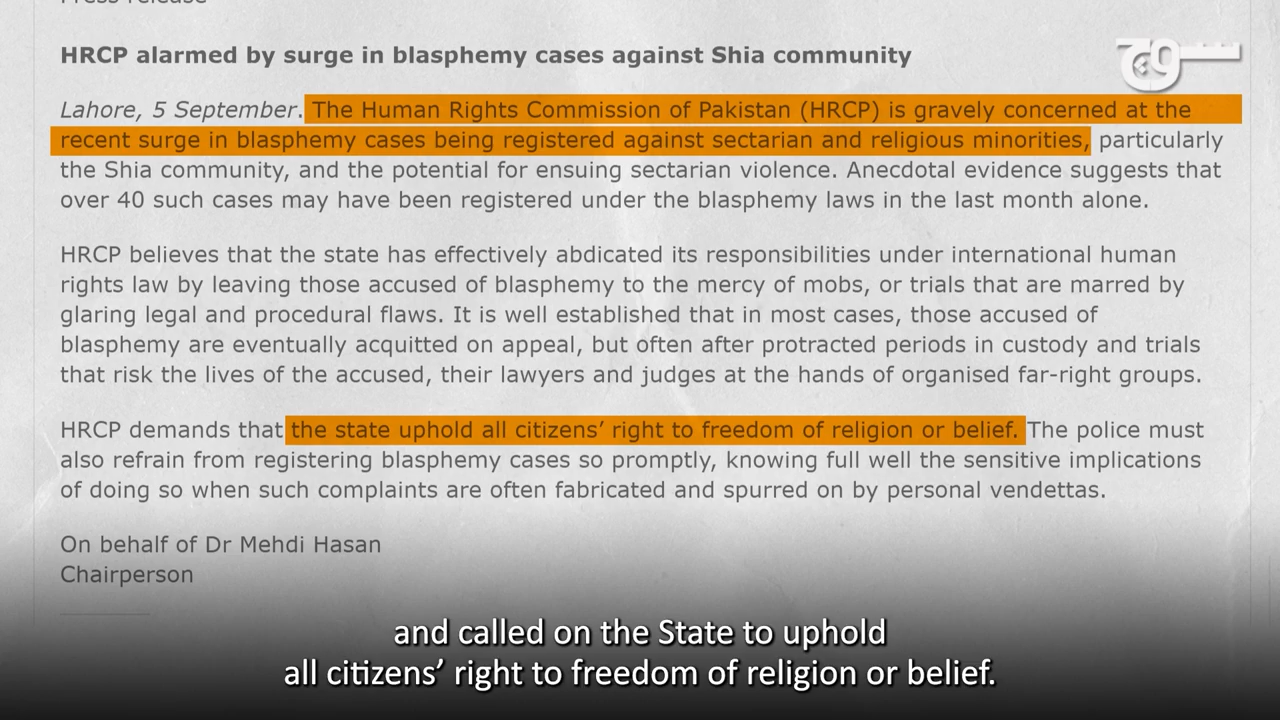 Press release
HRCP alarmed by surge in blasphemy cases against Shia community
سوچ
Lahore, 5 September. The Human Rights Commission of Pakistan (HRCP) is gravely concerned at the
recent surge in blasphemy cases being registered against sectarian and religious minorities, particularly
the Shia community, and the potential for ensuing sectarian violence. Anecdotal evidence suggests that
over 40 such cases may have been registered under the blasphemy laws in the last month alone.
HRCP believes that the state has effectively abdicated its responsibilities under international human
rights law by leaving those accused of blasphemy to the mercy of mobs, or trials that are marred by
glaring legal and procedural flaws. It is well established that in most cases, those accused of
blasphemy are eventually acquitted on appeal, but often after protracted periods in custody and trials
that risk the lives of the accused, their lawyers and judges at the hands of organised far-right groups.
HRCP demands that the state uphold all citizens’ right to freedom of religion or belief. The police must
also refrain from registering blasphemy cases so promptly, knowing full well the sensitive implications
of doing so when such complaints are often fabricated and spurred on by personal vendettas.
On behalf of Dr Mehdi Hasan
Chairperson
and called on the State to uphold
all citizens’ right to freedom of religion or belief.